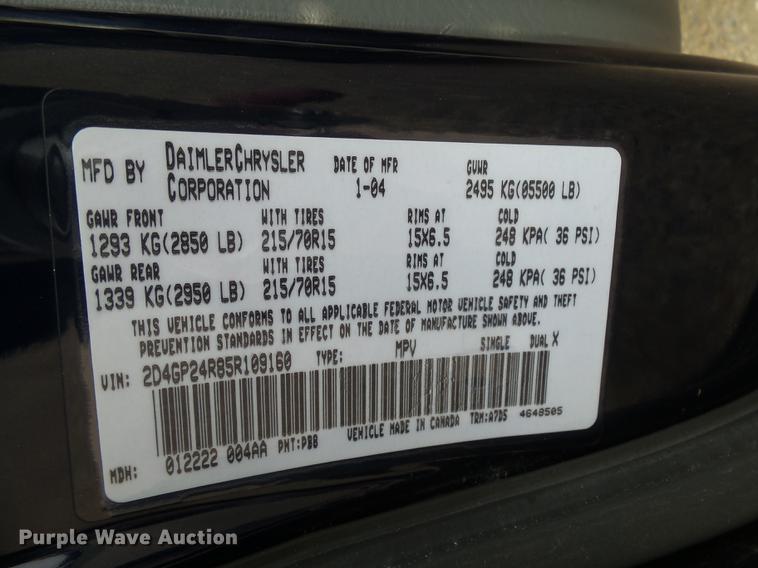 MFD BY DAIMLERCHRYSLER CORPORATION DATE OF MFR 1-04 GVWR 2495 KG(05500 LB)
GAWR FRONT WITH TIRES RIMS AT COLD
1293 KG(2850 LB) 215/70R15 15X6.5 248 KPA( 36 PSI)
GAWR REAR WITH TIRES RIMS AT COLD
1339 KG(2950 LB) 215/70R15 15X6.5 248 KPA( 36 PSI)
THIS VEHICLE CONFORMS TO ALL APPLICABLE FEDERAL MOTOR VEHICLE SAFETY AND THEFT
PREVENTION STANDARDS IN EFFECT ON THE DATE OF MANUFACTURE SHOWN ABOVE.
VIN: 2D4GP24R85R109160 TYPE: MPV SINGLE DUAL X
MDH: 012222 004AA PNT:PB8 VEHICLE MADE IN CANADA TRM:A7D5 4648505
Purple Wave Auction